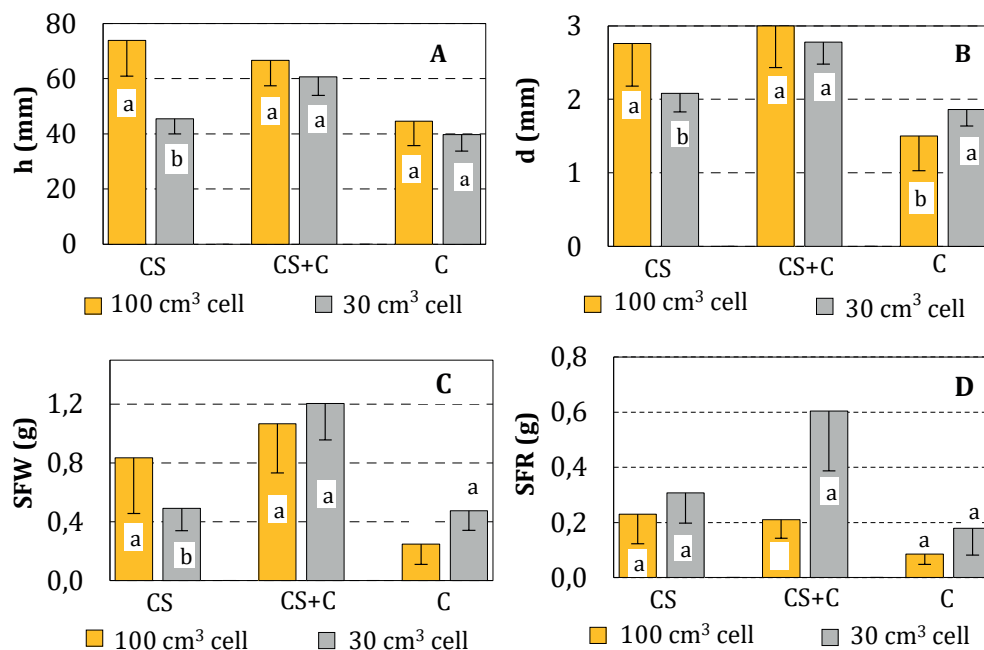 80
60
40
20
0
h (mm)
A
a
b
a
a
a
a
CS
CS+C
C
100 cm³ cell
30 cm³ cell
3
2
1
0
d (mm)
B
a
b
a
a
b
a
CS
CS+C
C
100 cm³ cell
30 cm³ cell
1,2
0,8
0,4
0,0
SFW (g)
C
a
b
a
a
a
CS
CS+C
C
100 cm³ cell
30 cm³ cell
0,8
0,6
0,4
0,2
0,0
SFR (g)
D
a
a
a
a
a
CS
CS+C
C
100 cm³ cell
30 cm³ cell